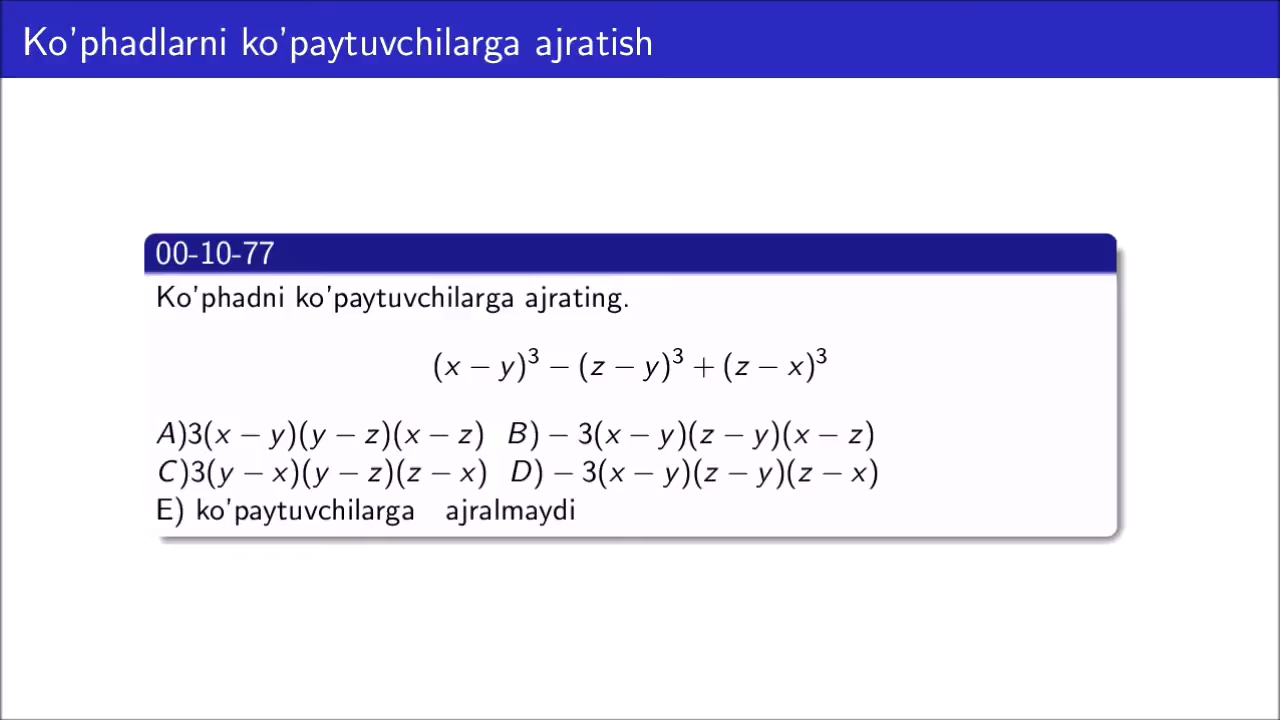 Ko'phadlarni ko'paytuvchilarga ajratish
00-10-77
Ko'phadni ko'paytuvchilarga ajrating.
(x − y)³ − (z − y)³ + (z − x)³
A)3(x − y)(y − z)(x − z) B) − 3(x − y)(z − y)(x − z)
C)3(y − x)(y − z)(z − x) D) − 3(x − y)(z − y)(z − x)
E) ko'paytuvchilarga ajralmaydi